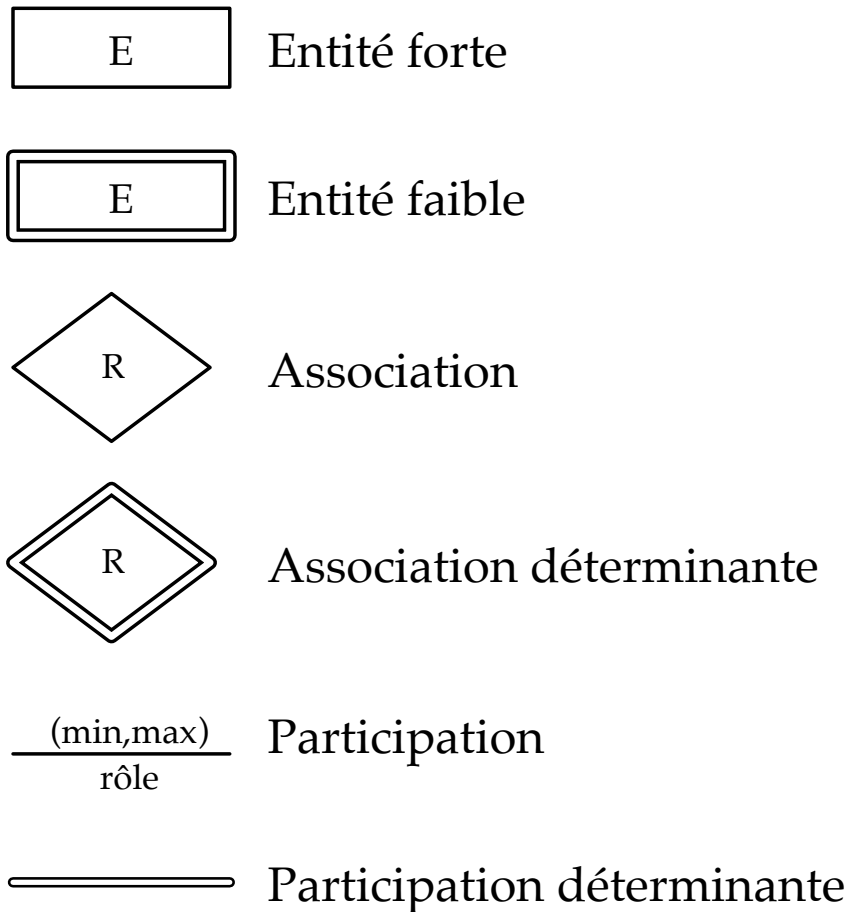 E Entité forte
E Entité faible
R Association
R Association déterminante
(min,max) Participation
rôle
Participation déterminante